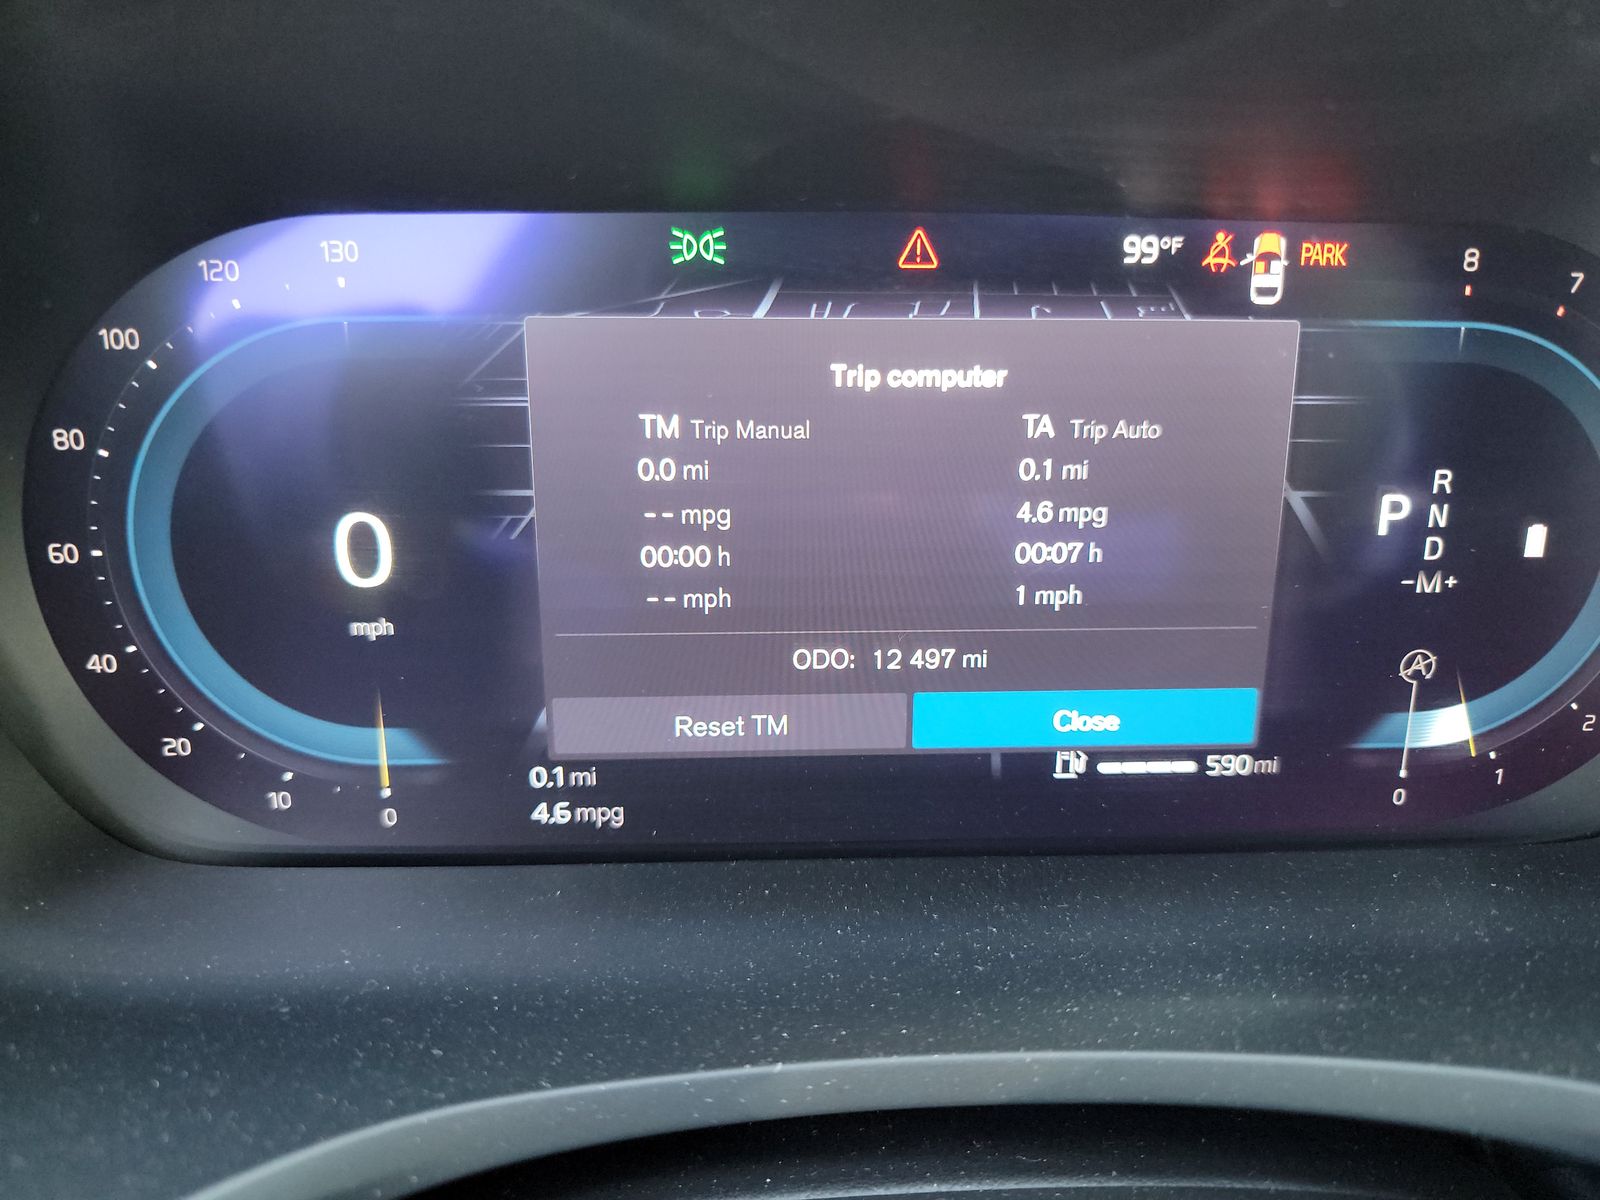 120
130
99°F
PARK
8
7
100
80
60
40
20
10
0
0
mph
Trip computer
TM Trip Manual
0.0 mi
-- mpg
00:00 h
-- mph
TA Trip Auto
0.1 mi
4.6 mpg
00:07 h
1 mph
ODO: 12 497 mi
Reset TM
Close
0.1 mi
4.6 mpg
590 mi
P
R
N
D
-M+
A
2
1
0